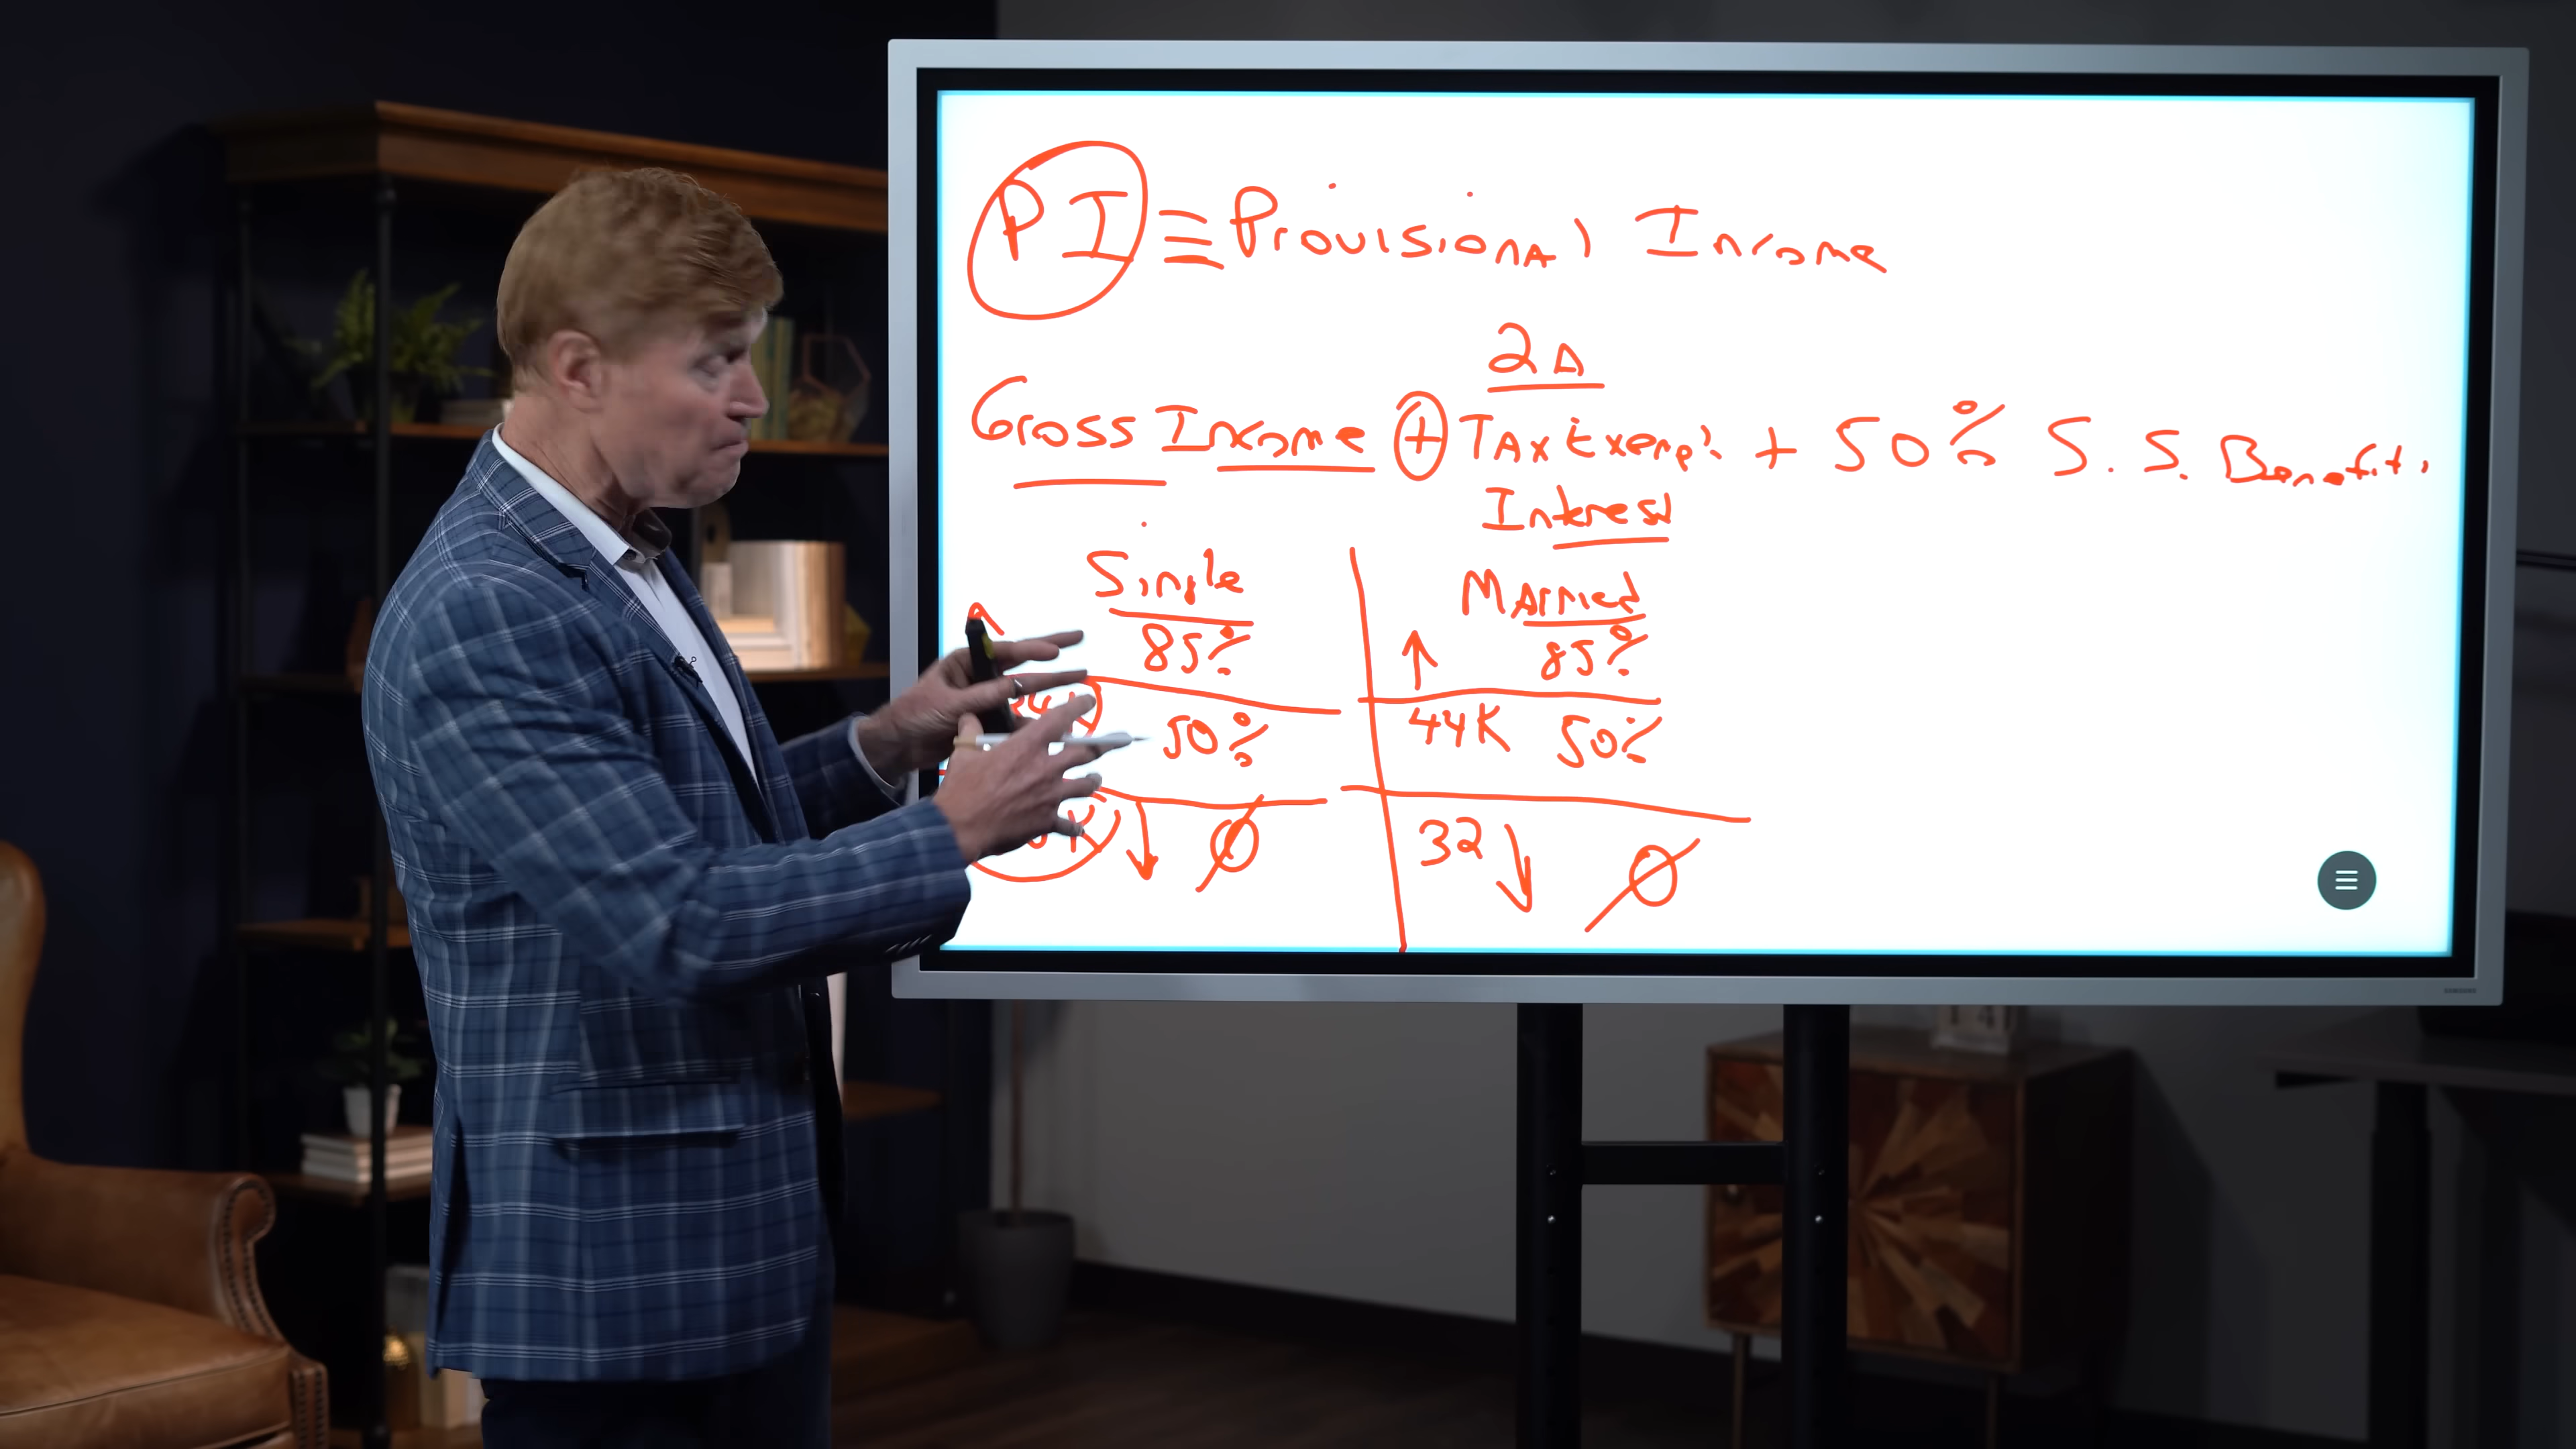 PI ≡ Provisional Income
2A
Gross Income + Tax Exempt + 50% S.S. Benefits
Interest
Single Married
85% 85%
50% 44K 50%
↓ Ø 32 ↓ Ø
SAMSUNG